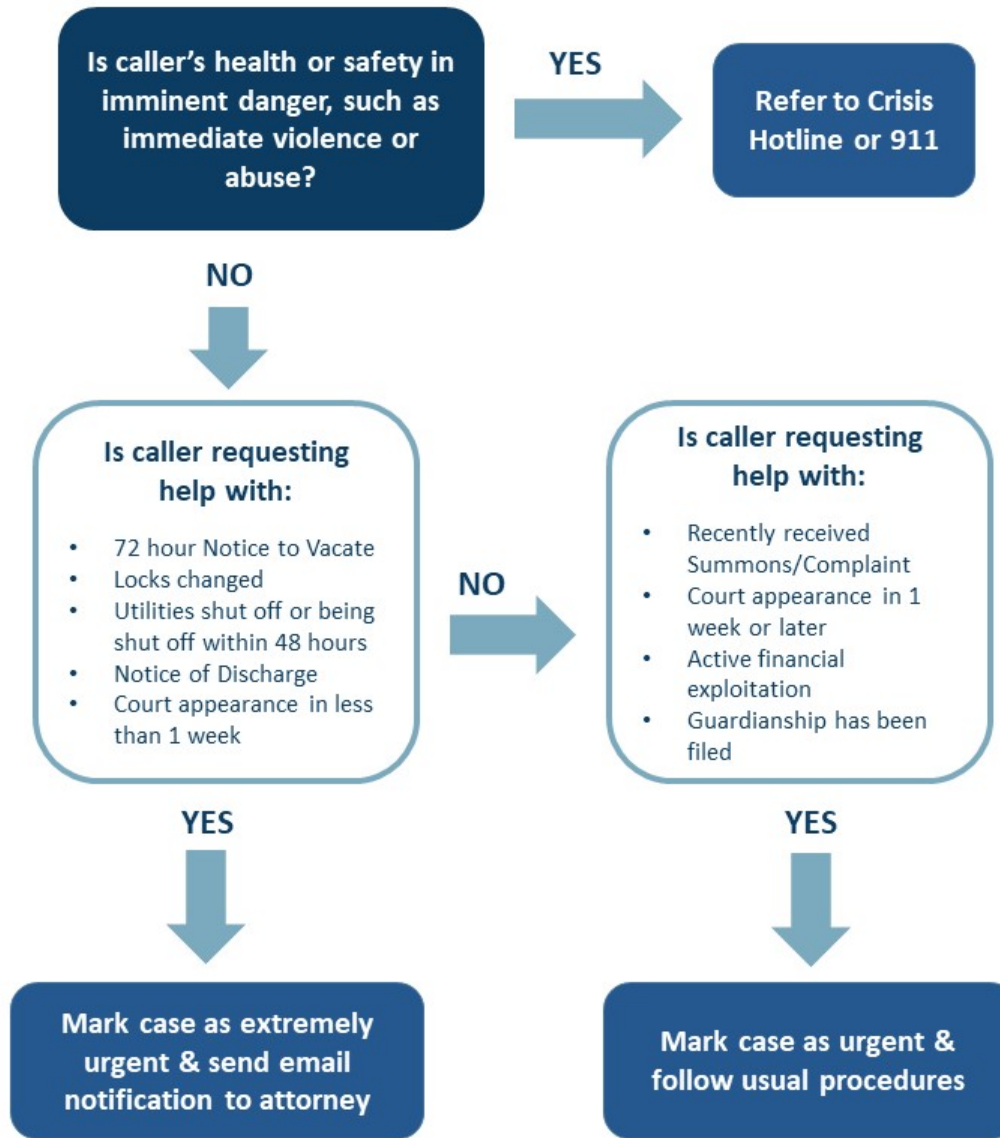 Is caller’s health or safety in
imminent danger, such as
immediate violence or
abuse?
YES
Refer to Crisis
Hotline or 911
NO
Is caller requesting
help with:
• 72 hour Notice to Vacate
• Locks changed
• Utilities shut off or being
shut off within 48 hours
• Notice of Discharge
• Court appearance in less
than 1 week
NO
Is caller requesting
help with:
• Recently received
Summons/Complaint
• Court appearance in 1
week or later
• Active financial
exploitation
• Guardianship has been
filed
YES
Mark case as extremely
urgent & send email
notification to attorney
YES
Mark case as urgent &
follow usual procedures